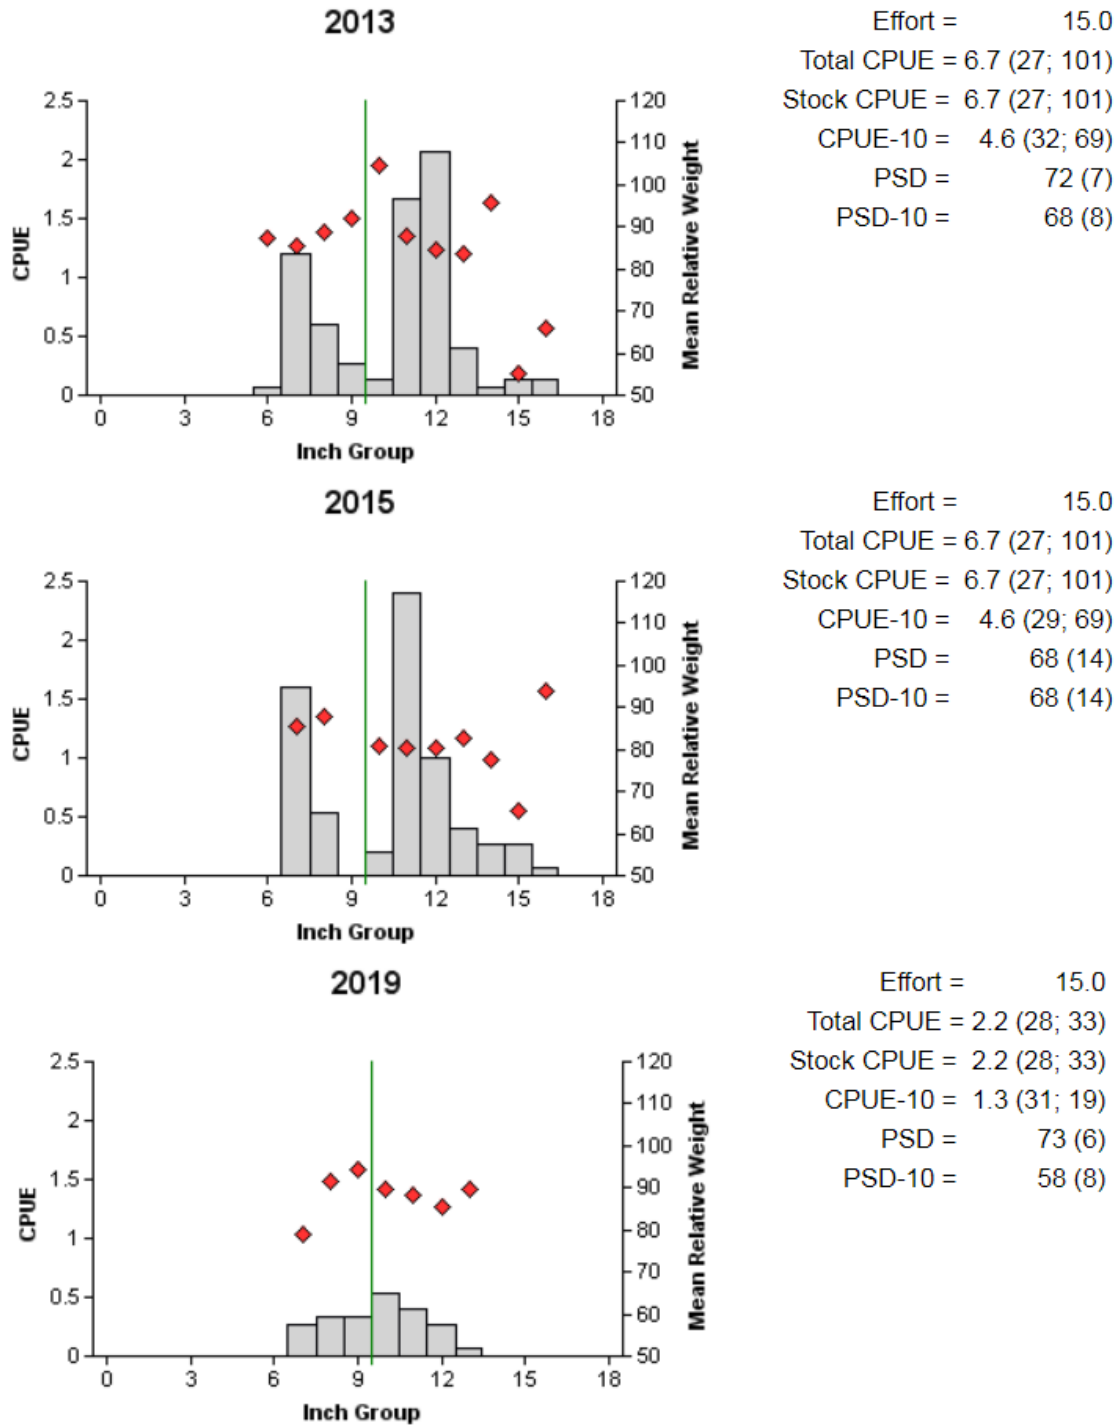 2013
Effort = 15.0
Total CPUE = 6.7 (27; 101)
Stock CPUE = 6.7 (27; 101)
CPUE-10 = 4.6 (32; 69)
PSD = 72 (7)
PSD-10 = 68 (8)
2.5 120
110
2 100
1.5 90
80
1 70
0.5 60
0 50
CPUE
Mean Relative Weight
0 3 6 9 12 15 18
Inch Group
2015
Effort = 15.0
Total CPUE = 6.7 (27; 101)
Stock CPUE = 6.7 (27; 101)
CPUE-10 = 4.6 (29; 69)
PSD = 68 (14)
PSD-10 = 68 (14)
2.5 120
110
2 100
1.5 90
80
1 70
0.5 60
0 50
CPUE
Mean Relative Weight
0 3 6 9 12 15 18
Inch Group
2019
Effort = 15.0
Total CPUE = 2.2 (28; 33)
Stock CPUE = 2.2 (28; 33)
CPUE-10 = 1.3 (31; 19)
PSD = 73 (6)
PSD-10 = 58 (8)
2.5 120
110
2 100
1.5 90
80
1 70
0.5 60
0 50
CPUE
Mean Relative Weight
0 3 6 9 12 15 18
Inch Group